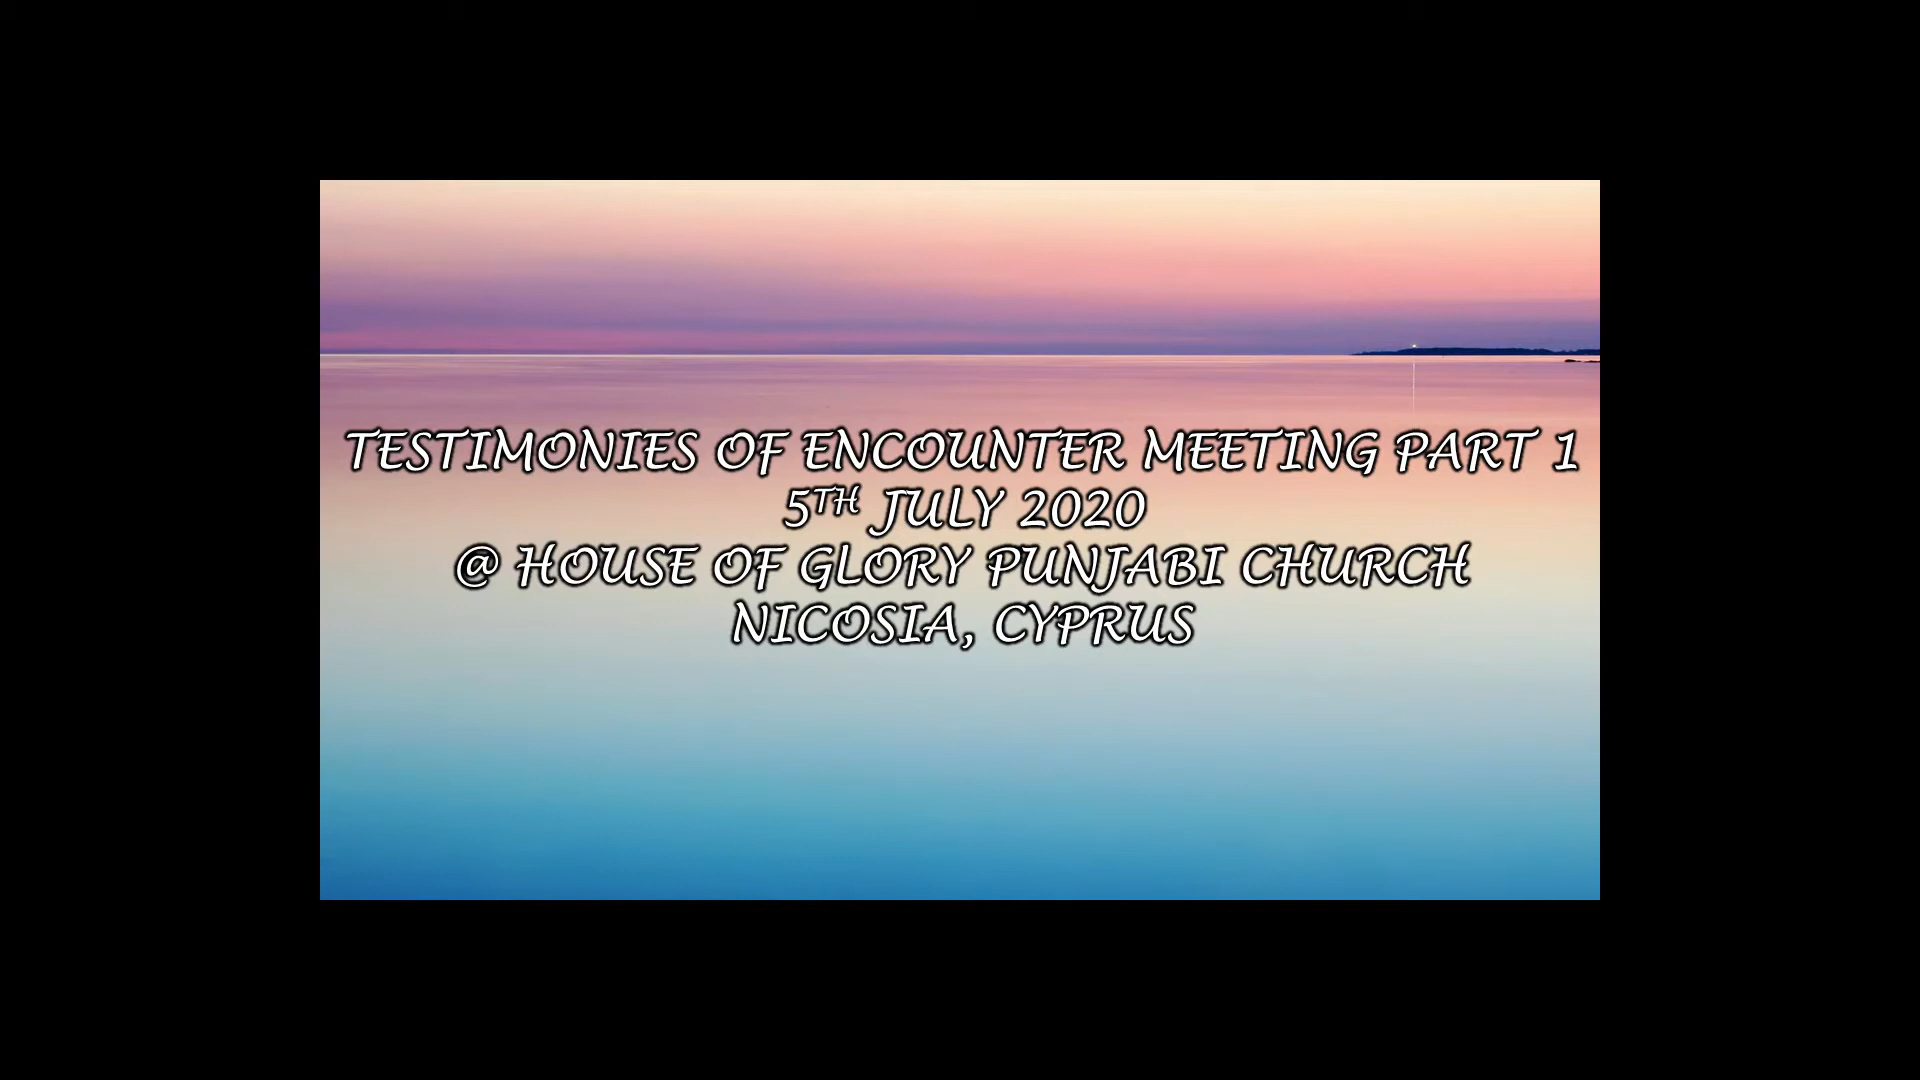 TESTIMONIES OF ENCOUNTER MEETING PART 1
5TH JULY 2020
@ HOUSE OF GLORY PUNJABI CHURCH
NICOSIA, CYPRUS